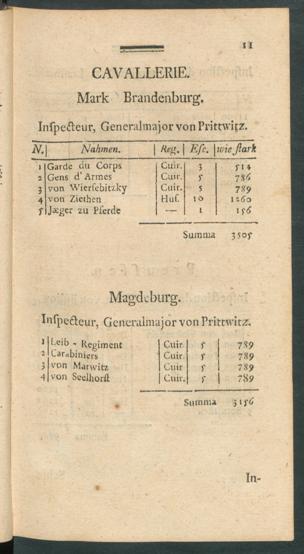 11
CAVALLERIE.
Mark Brandenburg.
Inspecteur, Generalmajor von Prittwitz.
N. Nahmen. Reg. Esc. wie stark
1 Garde du Corps Cuir. 3 514
2 Gens d'Armes Cuir. 5 786
3 von Wiersebitzky Cuir. 5 789
4 von Ziethen Hus. 10 1260
5 Jæger zu Pferde — 1 156
Summa 3505
Magdeburg.
Inspecteur, Generalmajor von Prittwitz.
1 Leib - Regiment Cuir 5 789
2 Carabiniers Cuir. 5 789
3 von Marwitz Cuir. 5 789
4 von Seelhorst Cuir. 5 789
Summa 3156
In-